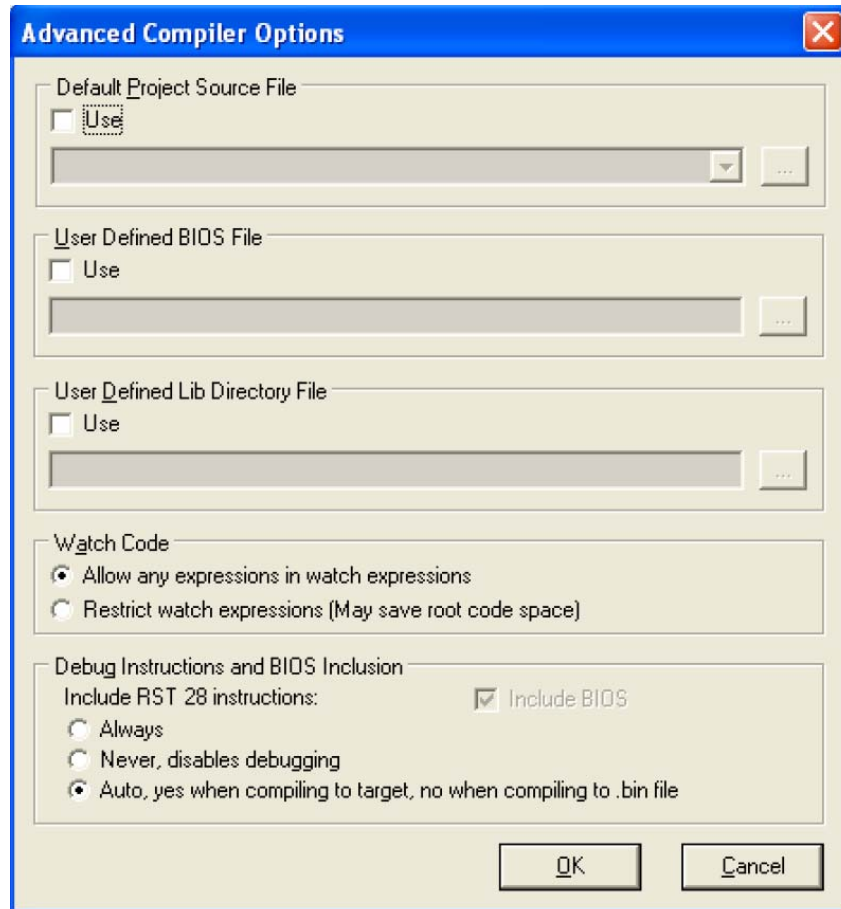 Advanced Compiler Options
Default Project Source File
Use
...
User Defined BIOS File
Use
...
User Defined Lib Directory File
Use
...
Watch Code
Allow any expressions in watch expressions
Restrict watch expressions (May save root code space)
Debug Instructions and BIOS Inclusion
Include RST 28 instructions: Include BIOS
Always
Never, disables debugging
Auto, yes when compiling to target, no when compiling to .bin file
OK Cancel